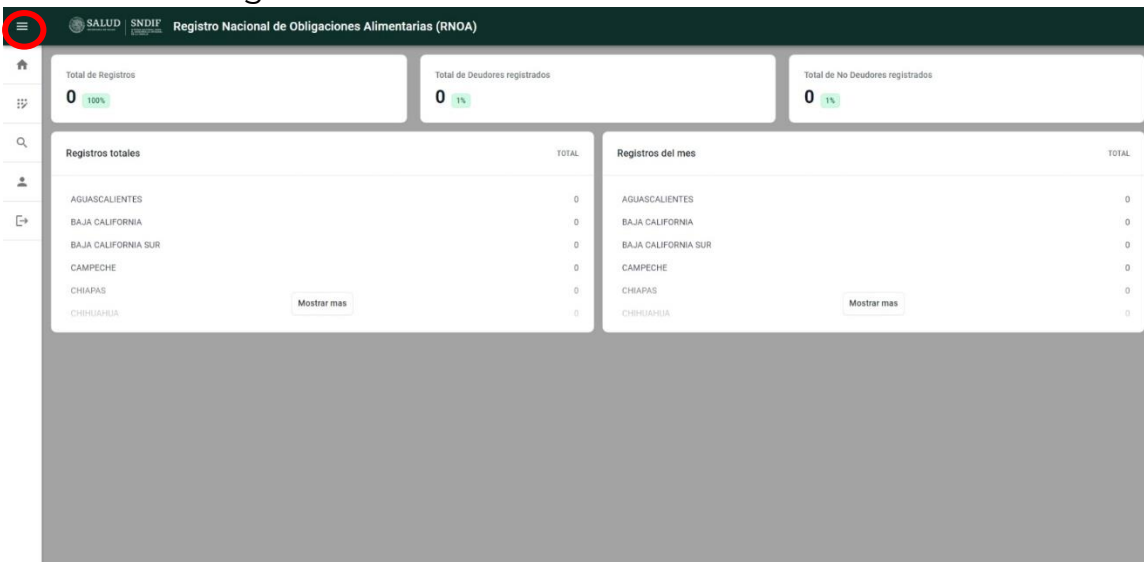 SALUD SNDIF Registro Nacional de Obligaciones Alimentarias (RNOA)
Total de Registros
0 100%
Total de Deudores registrados
0 1%
Total de No Deudores registrados
0 1%
Registros totales TOTAL
AGUASCALIENTES 0
BAJA CALIFORNIA 0
BAJA CALIFORNIA SUR 0
CAMPECHE 0
CHIAPAS 0
Mostrar mas
CHIHUAHUA 0
Registros del mes TOTAL
AGUASCALIENTES 0
BAJA CALIFORNIA 0
BAJA CALIFORNIA SUR 0
CAMPECHE 0
CHIAPAS 0
Mostrar mas
CHIHUAHUA 0